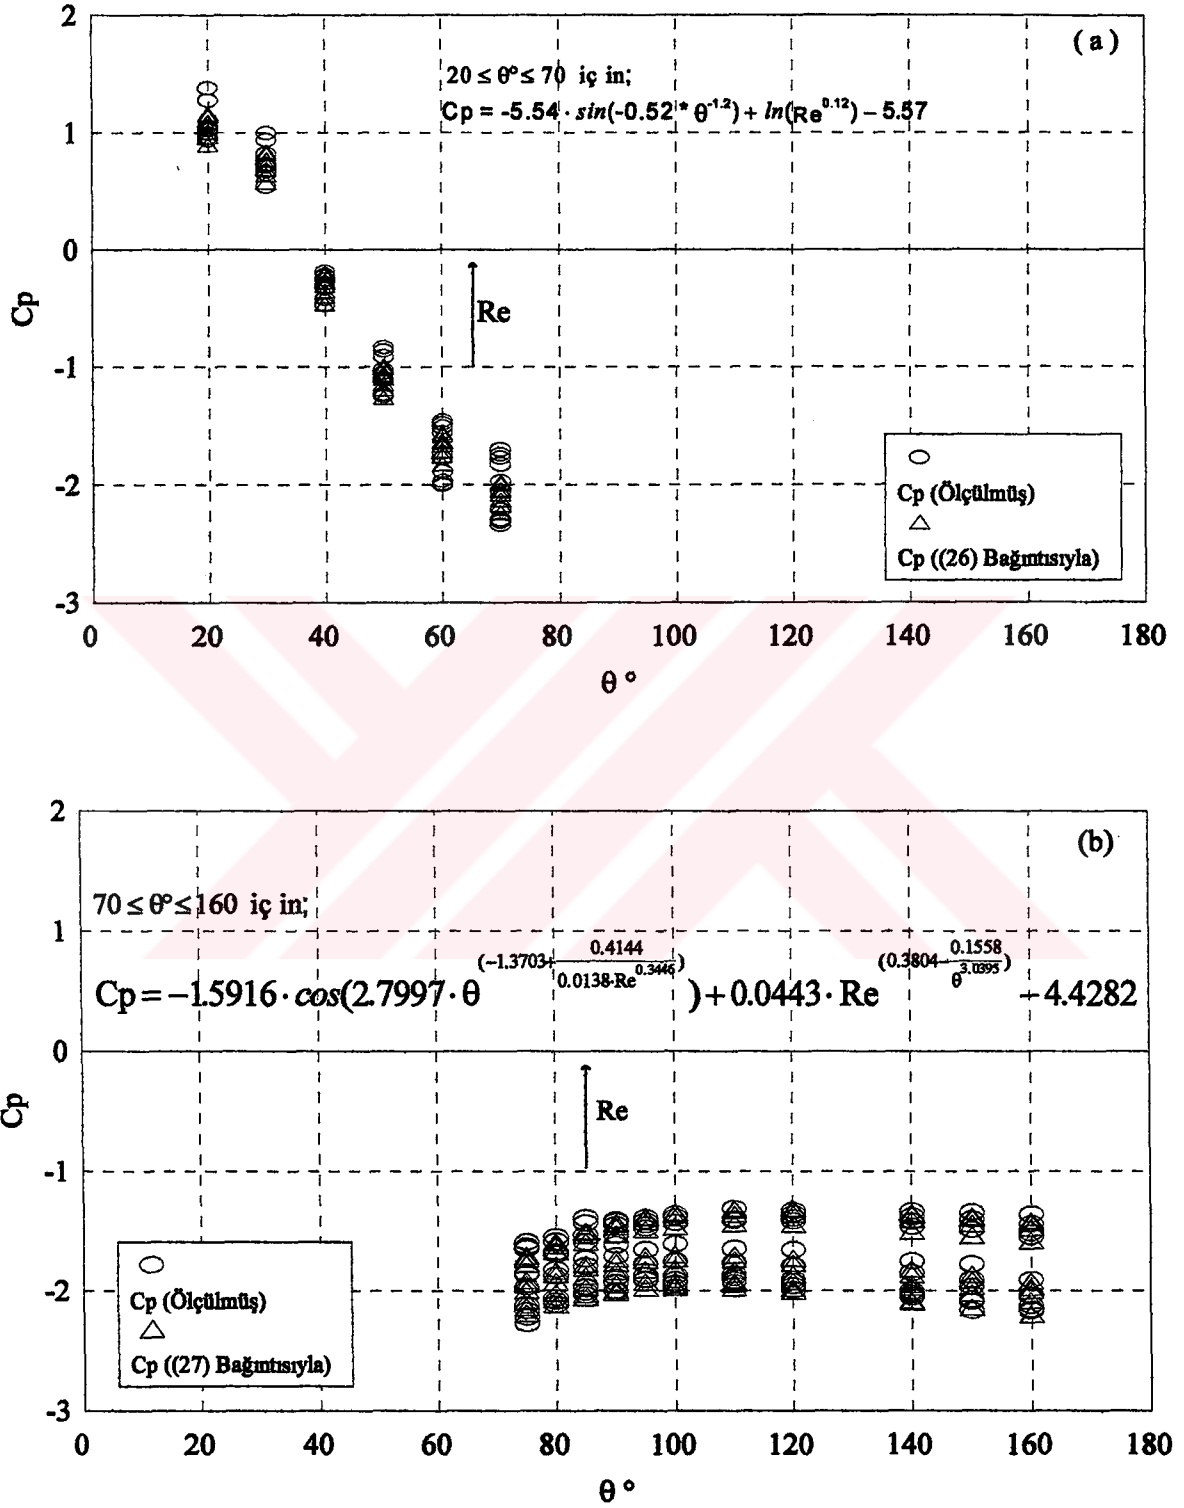 2
( a )
20 ≤ θ° ≤ 70 iç in;
Cp = -5.54 · sin(-0.52 * θ^-1.2) + ln(Re^0.12) − 5.57
1
0
Cp
Re
-1
-2
Cp (Ölçülmüş)
Cp ((26) Bağıntısıyla)
-3
0 20 40 60 80 100 120 140 160 180
θ °
2
(b)
70 ≤ θ° ≤ 160 iç in;
1
Cp = −1.5916 · cos(2.7997 · θ^(−1.3703+ 0.4144/(0.0138·Re^0.3446))) + 0.0443 · Re^(0.3804 − 0.1558/θ^3.0395) − 4.4282
0
Cp
Re
-1
-2
Cp (Ölçülmüş)
Cp ((27) Bağıntısıyla)
-3
0 20 40 60 80 100 120 140 160 180
θ °